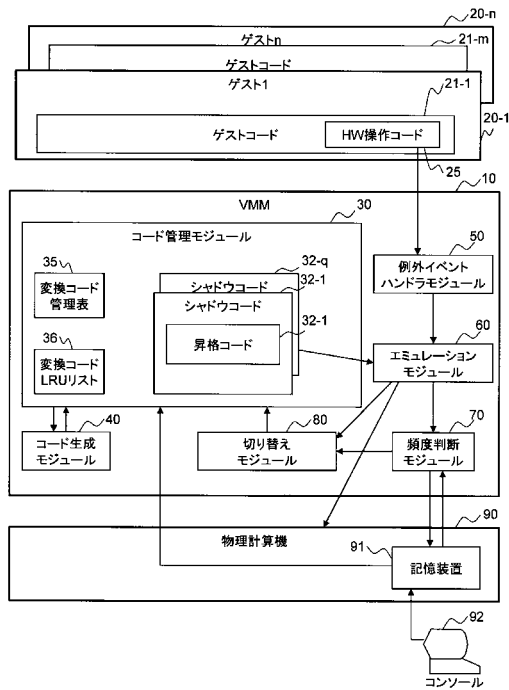 20-n
ゲストn
21-m
ゲストコード
ゲスト1
21-1
20-1
ゲストコード
HW操作コード
25
10
VMM
30
コード管理モジュール
50
35
32-q
例外イベント
ハンドラモジュール
変換コード
管理表
シャドウコード
32-1
シャドウコード
32-1
36
昇格コード
60
変換コード
LRUリスト
エミュレーション
モジュール
40
80
70
コード生成
モジュール
切り替え
モジュール
頻度判断
モジュール
90
物理計算機
91
記憶装置
92
コンソール